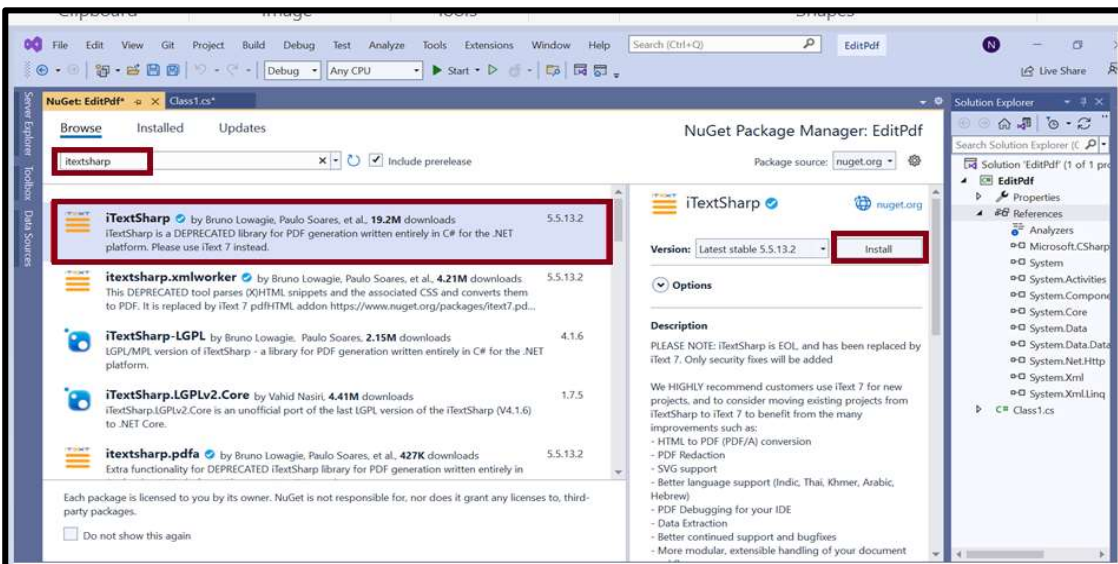 Clipboard Image Tools Shapes
File Edit View Git Project Build Debug Test Analyze Tools Extensions Window Help Search (Ctrl+Q) EditPdf N
Debug Any CPU Start Live Share
Server Explorer
Toolbox
Data Sources
NuGet: EditPdf* Class1.cs*
Browse Installed Updates
NuGet Package Manager: EditPdf
itextsharp Include prerelease
Package source: nuget.org
iTextSharp by Bruno Lowagie, Paulo Soares, et al., 19.2M downloads 5.5.13.2
iTextSharp is a DEPRECATED library for PDF generation written entirely in C# for the .NET
platform. Please use iText 7 instead.
itextsharp.xmlworker by Bruno Lowagie, Paulo Soares, et al., 4.21M downloads 5.5.13.2
This DEPRECATED tool parses (X)HTML snippets and the associated CSS and converts them
to PDF. It is replaced by iText 7 pdfHTML addon https://www.nuget.org/packages/itext7.pd...
iTextSharp-LGPL by Bruno Lowagie, Paulo Soares, 2.15M downloads 4.1.6
LGPL/MPL version of iTextSharp - a library for PDF generation written entirely in C# for the .NET
platform.
iTextSharp.LGPLv2.Core by Vahid Nasiri, 4.41M downloads 1.7.5
iTextSharp.LGPLv2.Core is an unofficial port of the last LGPL version of the iTextSharp (V4.1.6)
to .NET Core.
itextsharp.pdfa by Bruno Lowagie, Paulo Soares, et al., 427K downloads 5.5.13.2
Extra functionality for DEPRECATED iTextSharp library for PDF generation written entirely in
Each package is licensed to you by its owner. NuGet is not responsible for, nor does it grant any licenses to, third-
party packages.
Do not show this again
iTextSharp nuget.org
Version: Latest stable 5.5.13.2 Install
Options
Description
PLEASE NOTE: iTextSharp is EOL, and has been replaced by
iText 7. Only security fixes will be added
We HIGHLY recommend customers use iText 7 for new
projects, and to consider moving existing projects from
iTextSharp to iText 7 to benefit from the many
improvements such as:
- HTML to PDF (PDF/A) conversion
- PDF Redaction
- SVG support
- Better language support (Indic, Thai, Khmer, Arabic,
Hebrew)
- PDF Debugging for your IDE
- Data Extraction
- Better continued support and bugfixes
- More modular, extensible handling of your document
Solution Explorer
Search Solution Explorer (C
Solution 'EditPdf' (1 of 1 pro
EditPdf
Properties
References
Analyzers
Microsoft.CSharp
System
System.Activities
System.Compone
System.Core
System.Data
System.Data.Data
System.Net.Http
System.Xml
System.Xml.Linq
C# Class1.cs